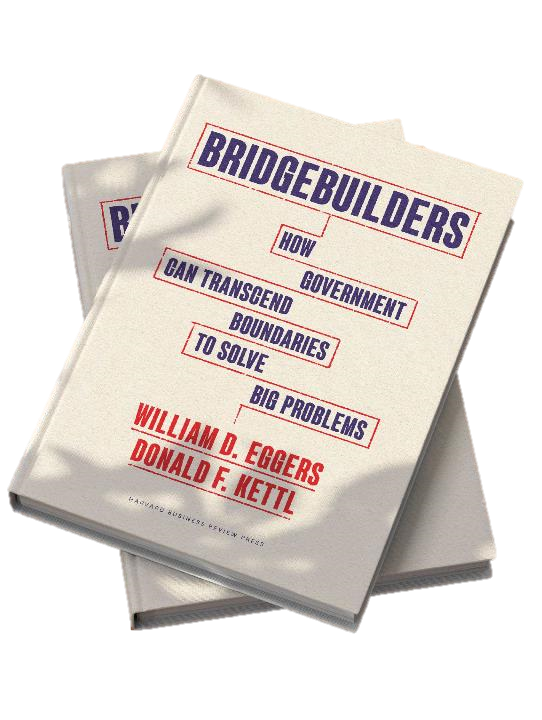 BRIDGEBUILDERS
HOW
GOVERNMENT
CAN TRANSCEND
BOUNDARIES
TO SOLVE
BIG PROBLEMS
WILLIAM D. EGGERS
DONALD F. KETTL
HARVARD BUSINESS REVIEW PRESS